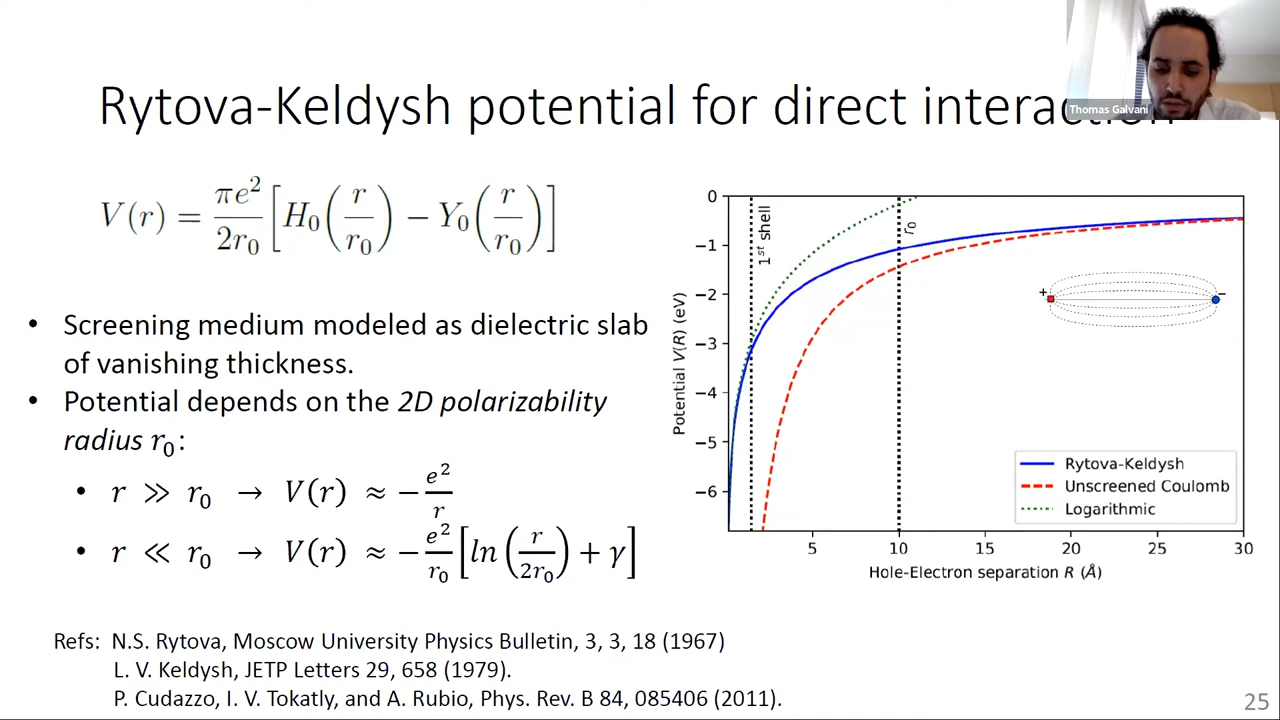 Rytova-Keldysh potential for direct interaction
Thomas Galvani
V(r) = πe²/2r₀ [H₀(r/r₀) − Y₀(r/r₀)]
• Screening medium modeled as dielectric slab
of vanishing thickness.
• Potential depends on the 2D polarizability
radius r₀:
• r ≫ r₀ → V(r) ≈ −e²/r
• r ≪ r₀ → V(r) ≈ −e²/r₀ [ln(r/2r₀) + γ]
Refs: N.S. Rytova, Moscow University Physics Bulletin, 3, 3, 18 (1967)
L. V. Keldysh, JETP Letters 29, 658 (1979).
P. Cudazzo, I. V. Tokatly, and A. Rubio, Phys. Rev. B 84, 085406 (2011).
Potential V(R) (eV)
0
−1
−2
−3
−4
−5
−6
1st shell
r₀
+ −
Rytova-Keldysh
Unscreened Coulomb
Logarithmic
5 10 15 20 25 30
Hole-Electron separation R (Å)
25